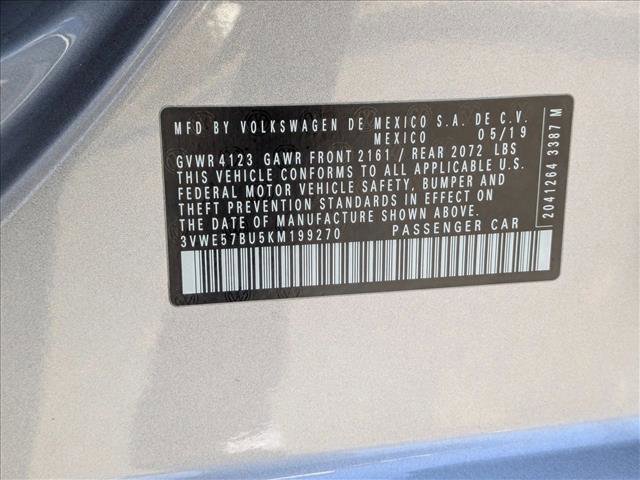 MFD BY VOLKSWAGEN DE MEXICO S.A. DE C.V.
MEXICO 05/19
GVWR 4123 GAWR FRONT 2161 / REAR 2072 LBS
THIS VEHICLE CONFORMS TO ALL APPLICABLE U.S.
FEDERAL MOTOR VEHICLE SAFETY, BUMPER AND
THEFT PREVENTION STANDARDS IN EFFECT ON
THE DATE OF MANUFACTURE SHOWN ABOVE.
3VWE57BU5KM199270 PASSENGER CAR
2041264 3387 M